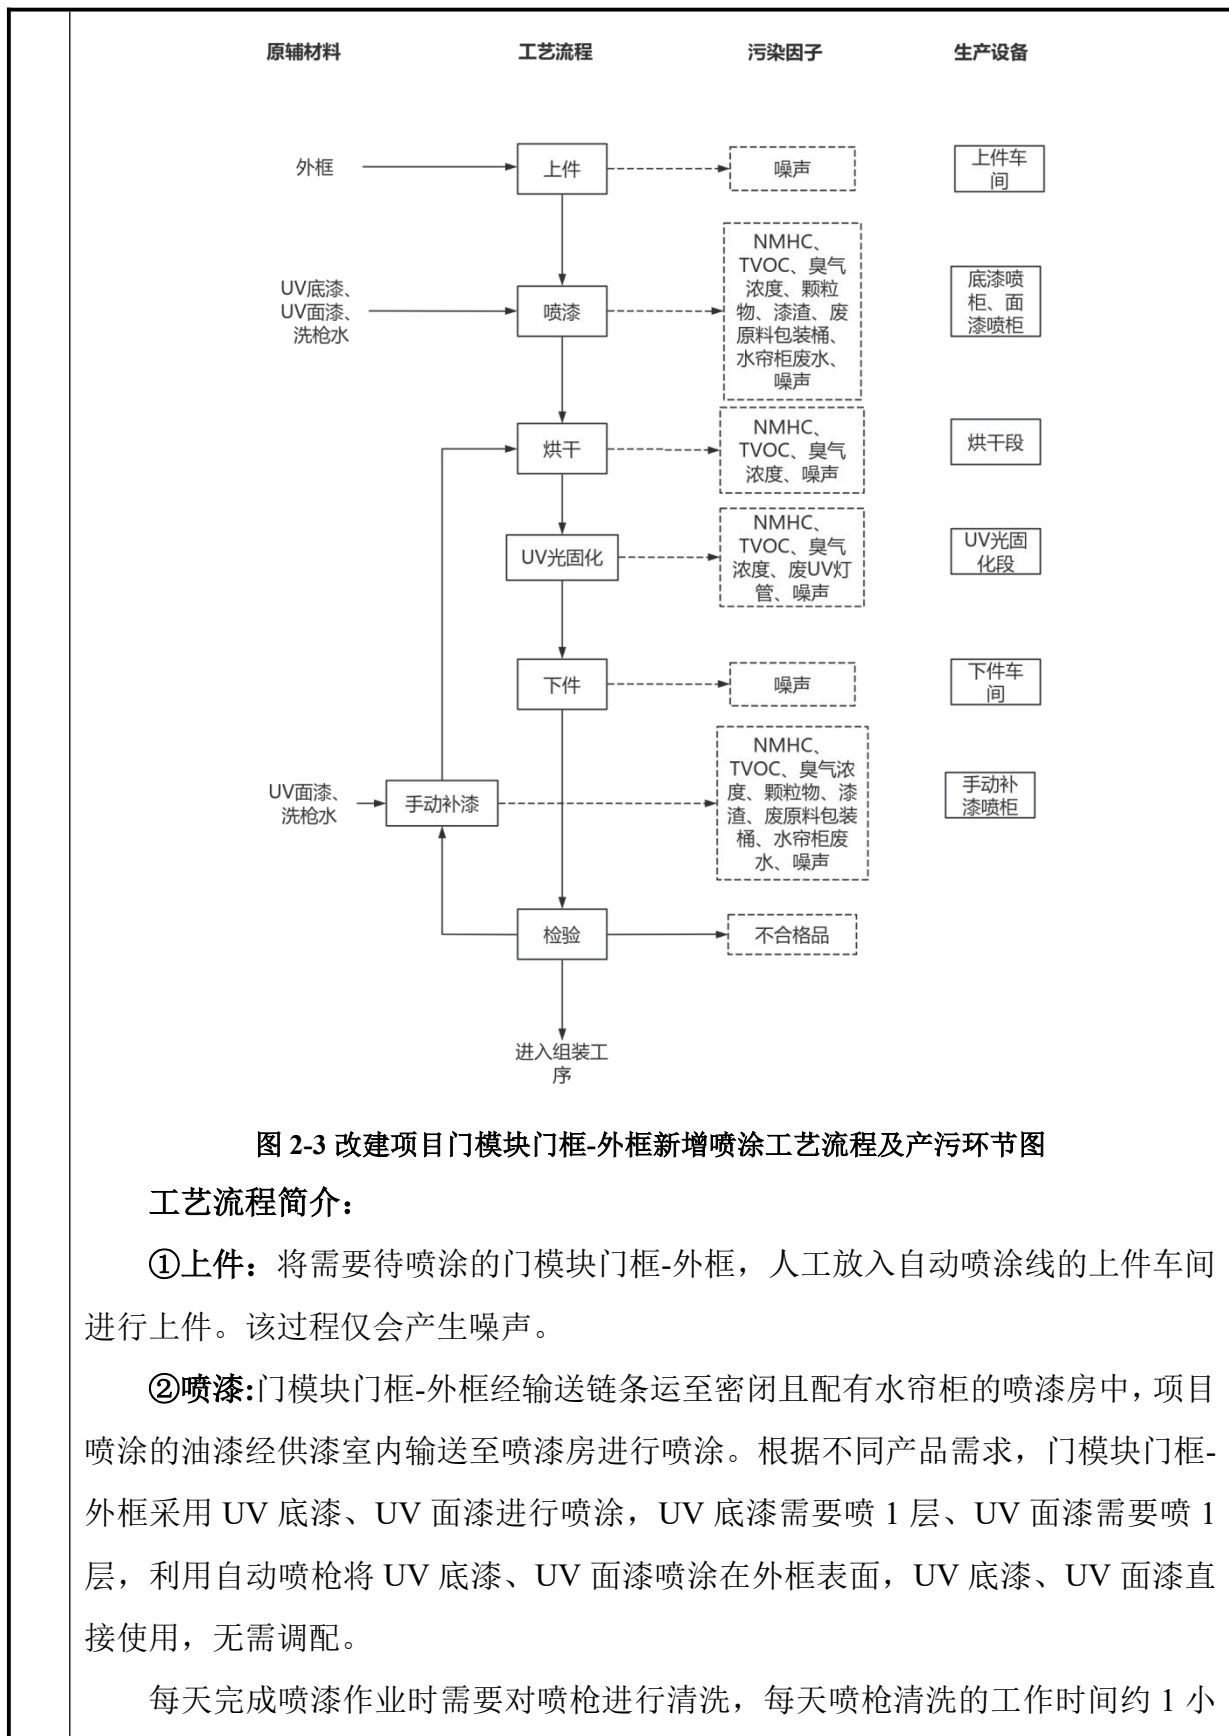 原辅材料 工艺流程 污染因子 生产设备
外框 上件 噪声 上件车
间
UV底漆、
UV面漆、
洗枪水
喷漆
NMHC、
TVOC、臭气
浓度、颗粒
物、漆渣、废
原料包装桶、
水帘柜废水、
噪声
底漆喷
柜、面
漆喷柜
烘干
NMHC、
TVOC、臭气
浓度、噪声
烘干段
UV光固化
NMHC、
TVOC、臭气
浓度、废UV灯
管、噪声
UV光固
化段
下件
噪声
下件车
间
UV面漆、
洗枪水
手动补漆
NMHC、
TVOC、臭气浓
度、颗粒物、漆
渣、废原料包装
桶、水帘柜废
水、噪声
手动补
漆喷柜
检验
不合格品
进入组装工
序
图 2-3 改建项目门模块门框-外框新增喷涂工艺流程及产污环节图
工艺流程简介：
①上件：将需要待喷涂的门模块门框-外框，人工放入自动喷涂线的上件车间
进行上件。该过程仅会产生噪声。
②喷漆:门模块门框-外框经输送链条运至密闭且配有水帘柜的喷漆房中，项目
喷涂的油漆经供漆室内输送至喷漆房进行喷涂。根据不同产品需求，门模块门框-
外框采用 UV 底漆、UV 面漆进行喷涂，UV 底漆需要喷 1 层、UV 面漆需要喷 1
层，利用自动喷枪将 UV 底漆、UV 面漆喷涂在外框表面，UV 底漆、UV 面漆直
接使用，无需调配。
每天完成喷漆作业时需要对喷枪进行清洗，每天喷枪清洗的工作时间约 1 小